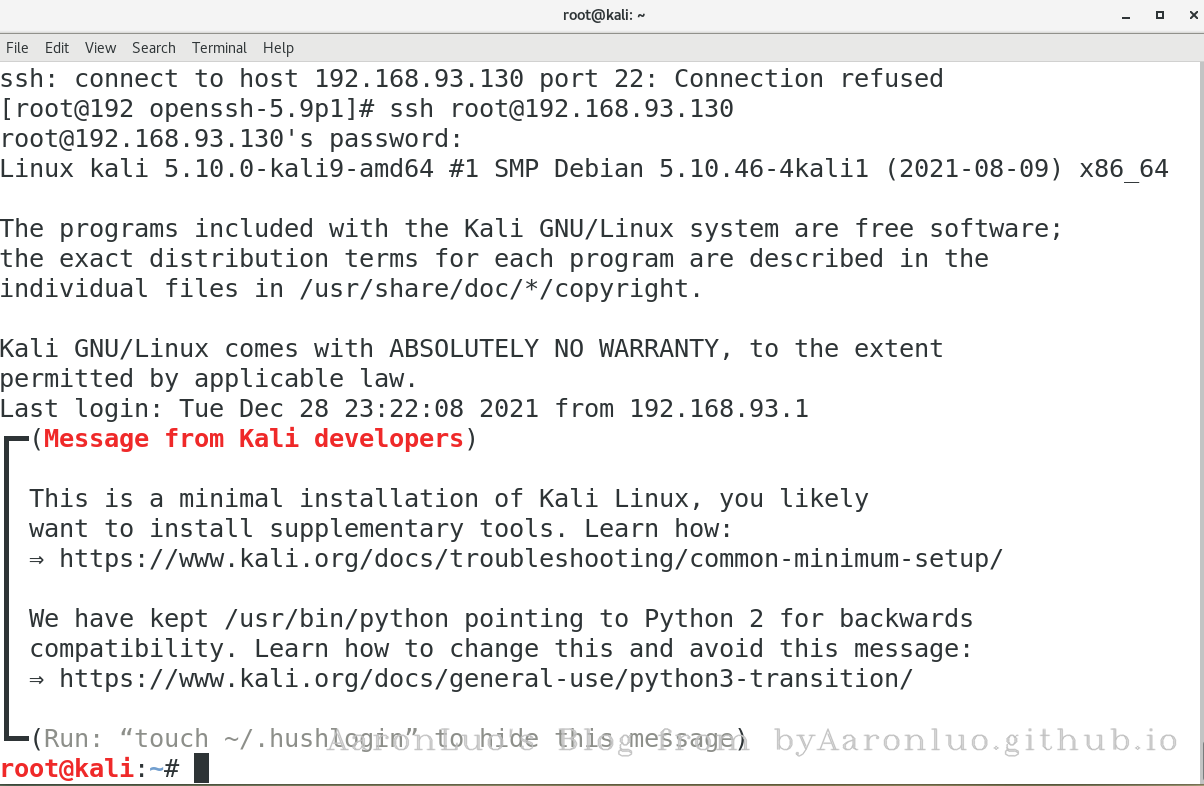 root@kali: ~
File Edit View Search Terminal Help
ssh: connect to host 192.168.93.130 port 22: Connection refused
[root@192 openssh-5.9p1]# ssh root@192.168.93.130
root@192.168.93.130's password:
Linux kali 5.10.0-kali9-amd64 #1 SMP Debian 5.10.46-4kali1 (2021-08-09) x86_64
The programs included with the Kali GNU/Linux system are free software;
the exact distribution terms for each program are described in the
individual files in /usr/share/doc/*/copyright.
Kali GNU/Linux comes with ABSOLUTELY NO WARRANTY, to the extent
permitted by applicable law.
Last login: Tue Dec 28 23:22:08 2021 from 192.168.93.1
(Message from Kali developers)
This is a minimal installation of Kali Linux, you likely
want to install supplementary tools. Learn how:
⇒ https://www.kali.org/docs/troubleshooting/common-minimum-setup/
We have kept /usr/bin/python pointing to Python 2 for backwards
compatibility. Learn how to change this and avoid this message:
⇒ https://www.kali.org/docs/general-use/python3-transition/
(Run: “touch ~/.hushlogin” to hide this message)
Aaronluo's Blog from byAaronluo.github.io
root@kali:~#